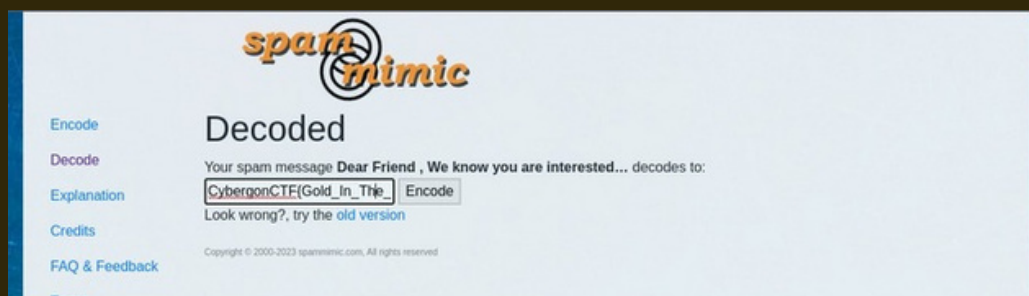 spam mimic
Encode
Decode
Explanation
Credits
FAQ & Feedback
Decoded
Your spam message Dear Friend , We know you are interested... decodes to:
CybergonCTF{Gold_In_The_ Encode
Look wrong?, try the old version
Copyright © 2000-2023 spammimic.com, All rights reserved